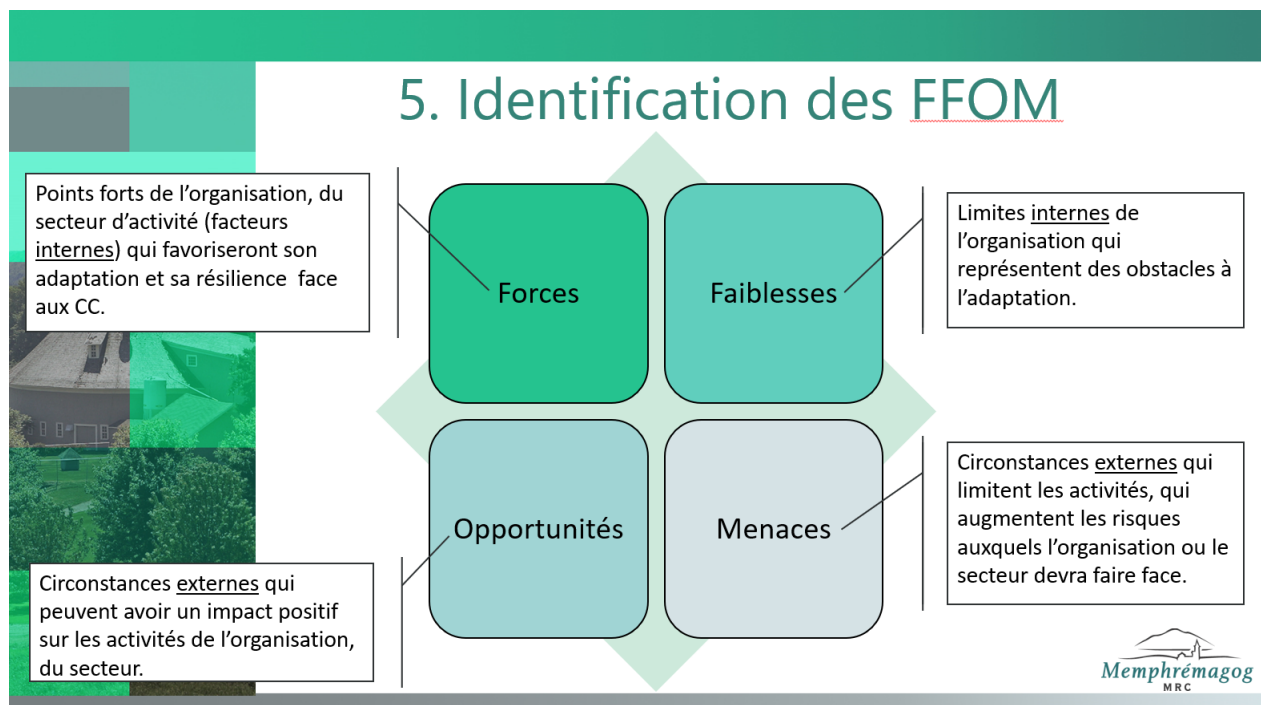 5. Identification des FFOM
Points forts de l’organisation, du
secteur d’activité (facteurs
internes) qui favoriseront son
adaptation et sa résilience  face
aux CC.
Forces
Faiblesses
Limites internes de
l’organisation qui
représentent des obstacles à
l’adaptation.
Opportunités
Menaces
Circonstances externes qui
peuvent avoir un impact positif
sur les activités de l’organisation,
du secteur.
Circonstances externes qui
limitent les activités, qui
augmentent les risques
auxquels l’organisation ou le
secteur devra faire face.
Memphrémagog
MRC